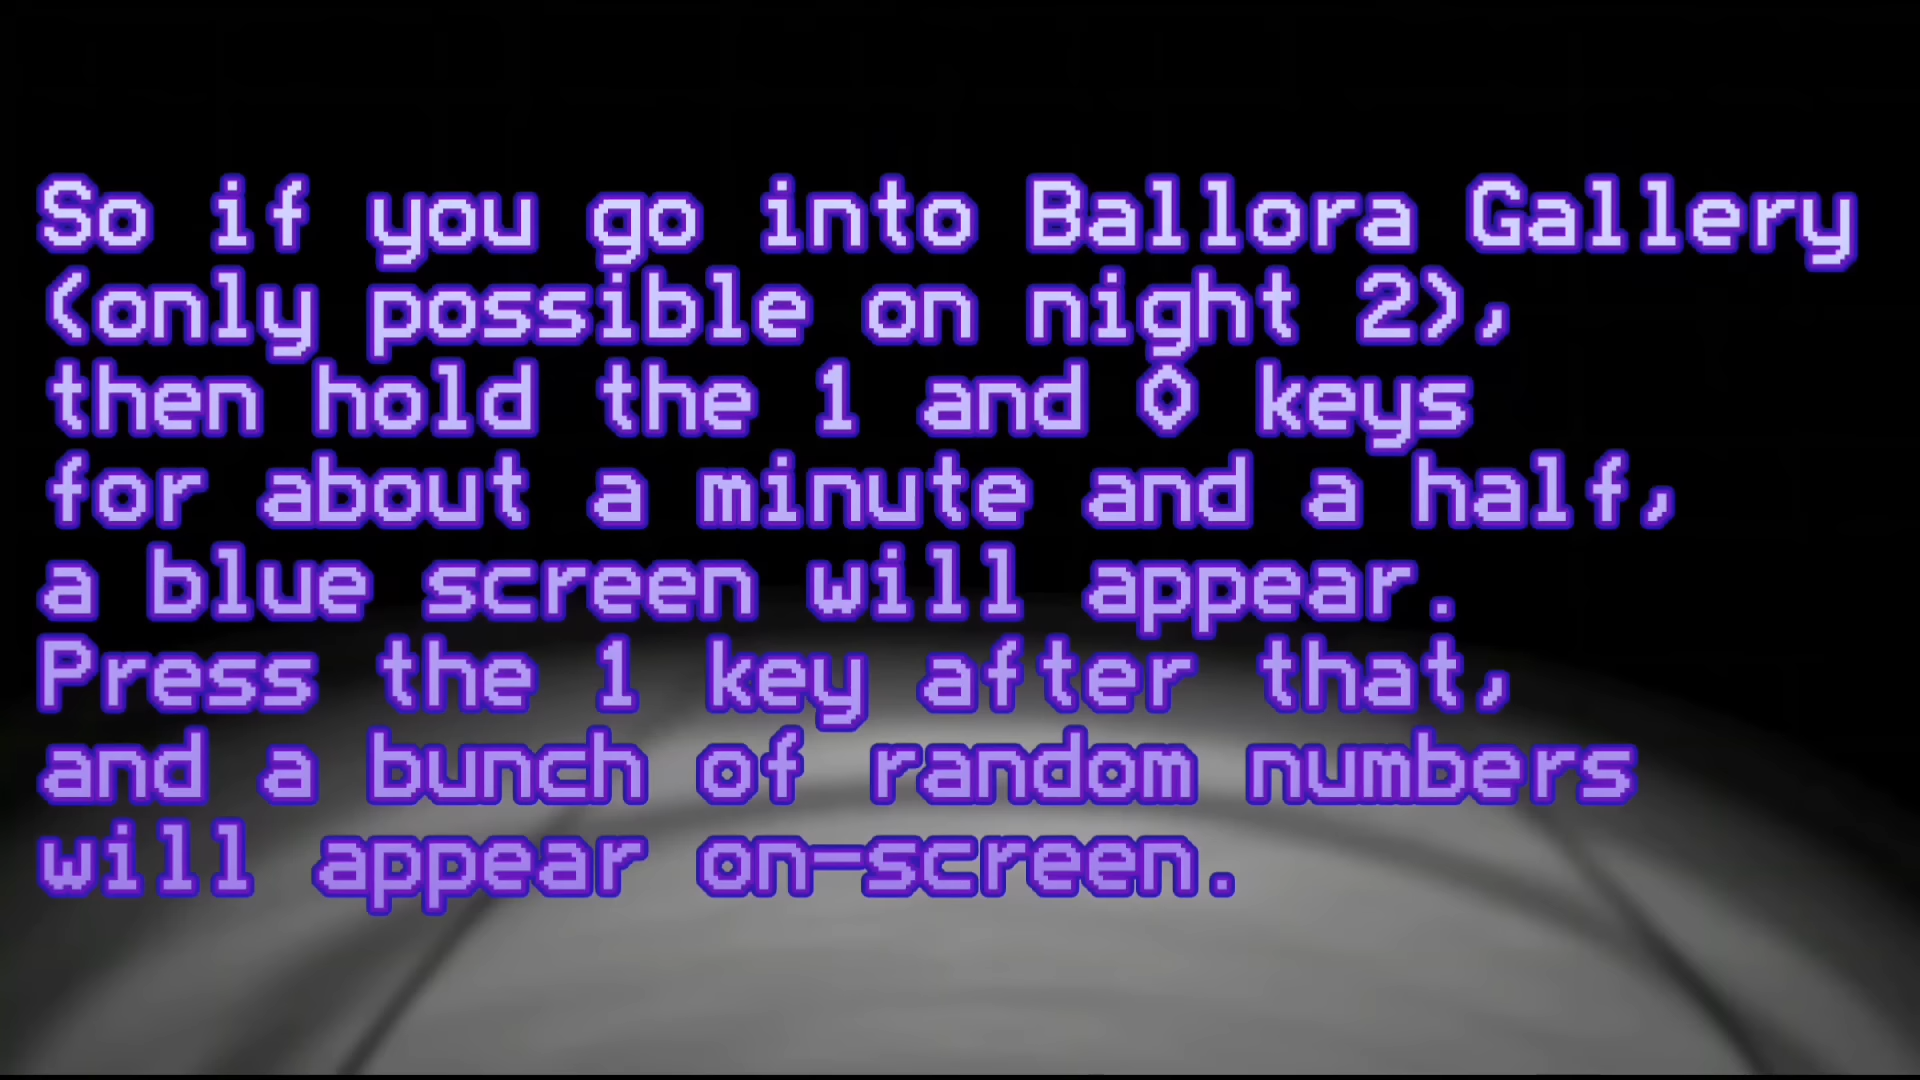 So if you go into Ballora Gallery
(only possible on night 2),
then hold the 1 and 0 keys
for about a minute and a half,
a blue screen will appear.
Press the 1 key after that,
and a bunch of random numbers
will appear on-screen.